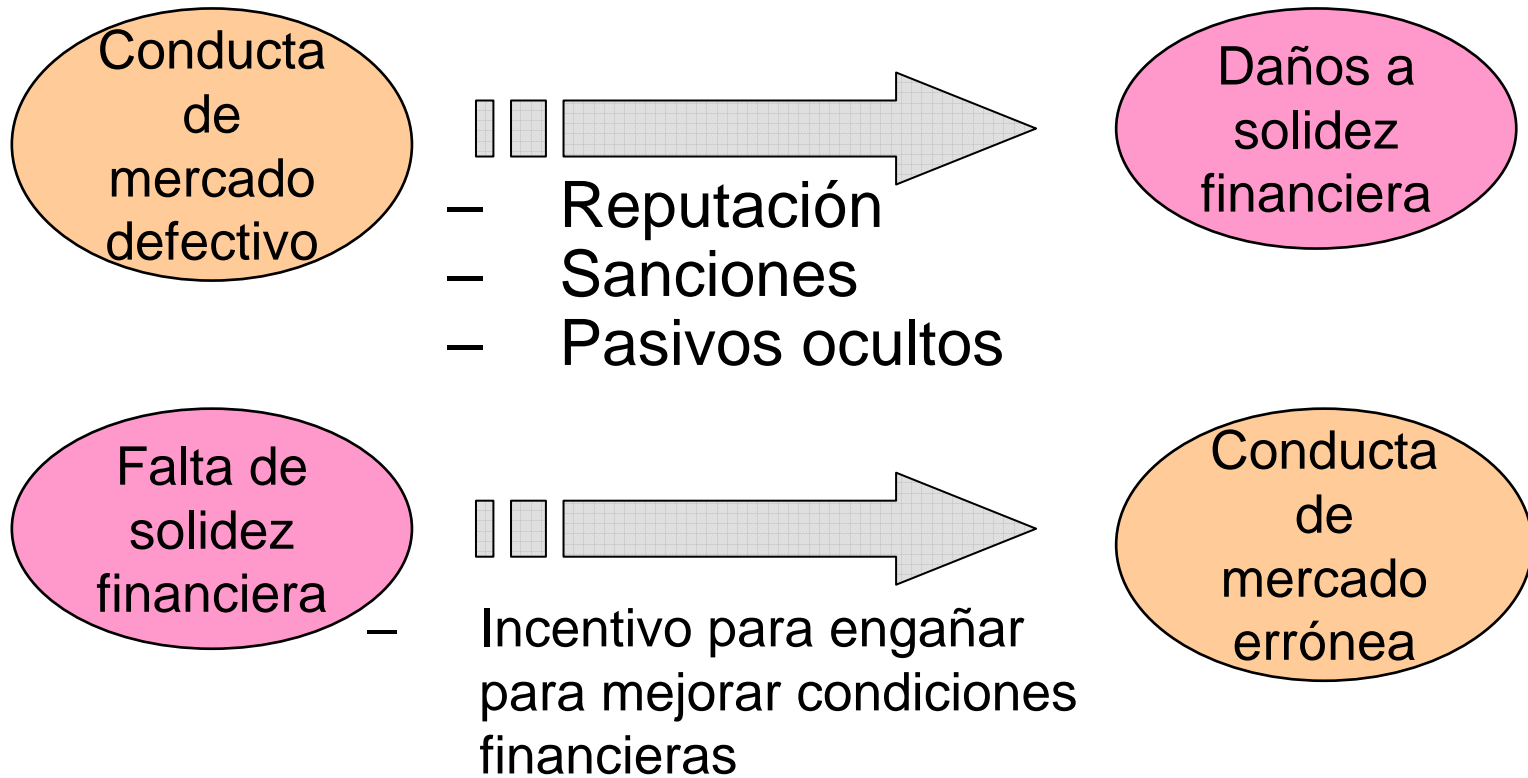 Conducta
de
mercado
defectivo
– Reputación
– Sanciones
– Pasivos ocultos
Daños a
solidez
financiera
Falta de
solidez
financiera
– Incentivo para engañar
para mejorar condiciones
financieras
Conducta
de
mercado
errónea